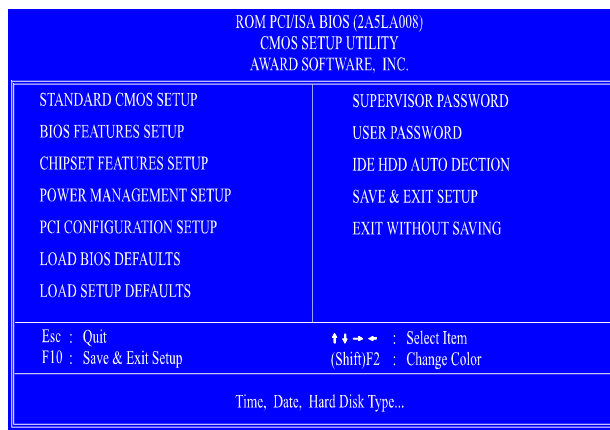 ROM PCI/ISA BIOS (2A5LA008)
CMOS SETUP UTILITY
AWARD SOFTWARE, INC.
STANDARD CMOS SETUP
BIOS FEATURES SETUP
CHIPSET FEATURES SETUP
POWER MANAGEMENT SETUP
PCI CONFIGURATION SETUP
LOAD BIOS DEFAULTS
LOAD SETUP DEFAULTS
SUPERVISOR PASSWORD
USER PASSWORD
IDE HDD AUTO DECTION
SAVE & EXIT SETUP
EXIT WITHOUT SAVING
Esc : Quit
F10 : Save & Exit Setup
↑ ↓ → ← : Select Item
(Shift)F2 : Change Color
Time, Date, Hard Disk Type...